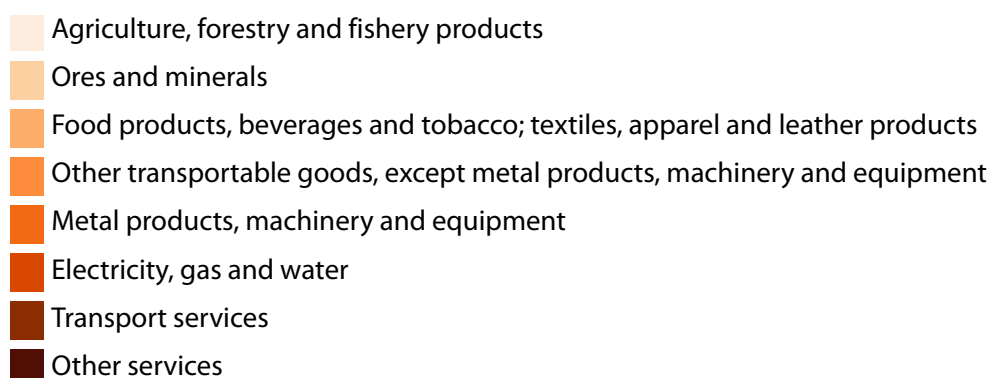 Agriculture, forestry and fishery products
Ores and minerals
Food products, beverages and tobacco; textiles, apparel and leather products
Other transportable goods, except metal products, machinery and equipment
Metal products, machinery and equipment
Electricity, gas and water
Transport services
Other services